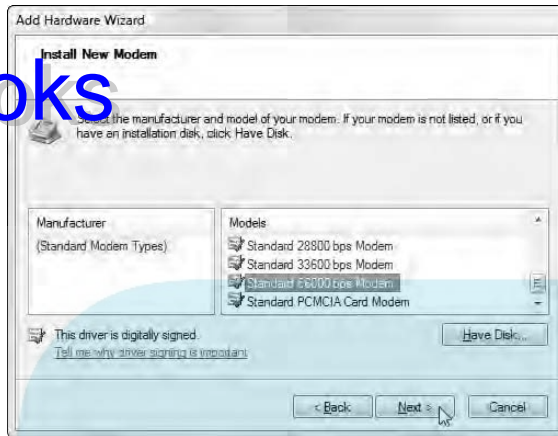 Add Hardware Wizard
Install New Modem
oks
Select the manufacturer and model of your modem. If your modem is not listed, or if you
have an installation disk, click Have Disk.
Manufacturer
Models
(Standard Modem Types)
Standard 28800 bps Modem
Standard 33600 bps Modem
Standard 56000 bps Modem
Standard PCMCIA Card Modem
This driver is digitally signed.
Have Disk...
Tell me why driver signing is important
< Back
Next >
Cancel